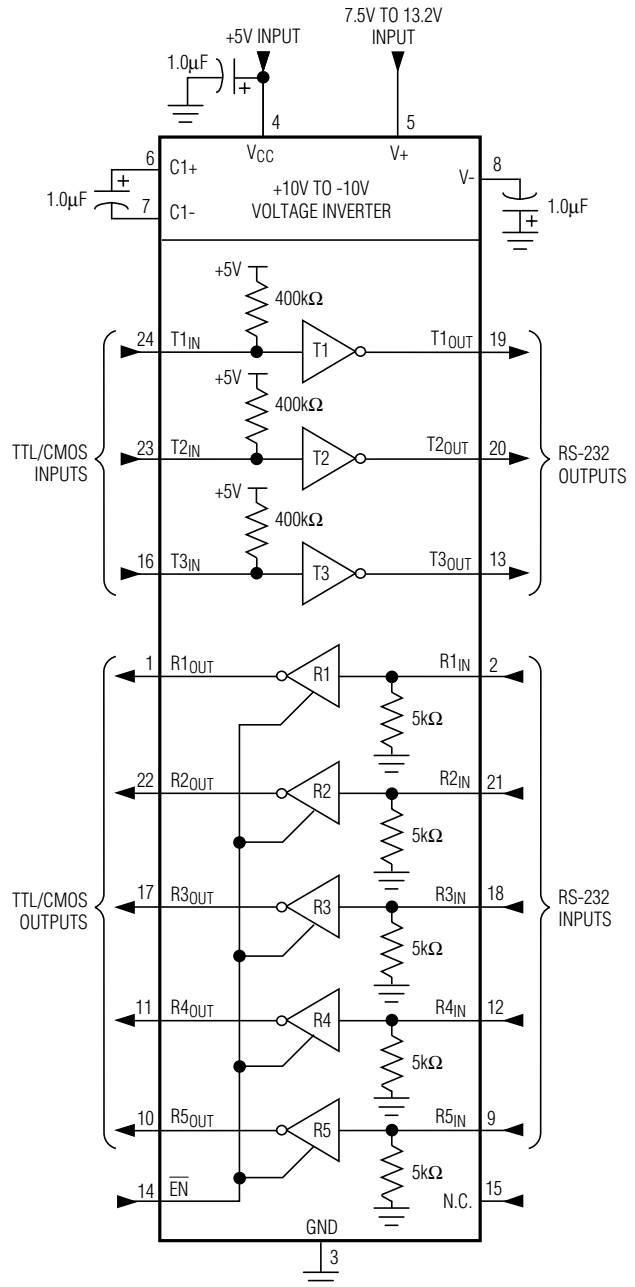 +5V INPUT
7.5V TO 13.2V
INPUT
1.0µF
+
4
5
VCC
V+
6
C1+
+
1.0µF
7
C1-
+10V TO -10V
VOLTAGE INVERTER
V-
8
1.0µF
+
+5V
400kΩ
24
T1IN
T1
T1OUT
19
+5V
400kΩ
23
T2IN
T2
T2OUT
20
TTL/CMOS
INPUTS
RS-232
OUTPUTS
+5V
400kΩ
16
T3IN
T3
T3OUT
13
1
R1OUT
R1
R1IN
2
5kΩ
22
R2OUT
R2
R2IN
21
5kΩ
17
R3OUT
R3
R3IN
18
5kΩ
TTL/CMOS
OUTPUTS
RS-232
INPUTS
11
R4OUT
R4
R4IN
12
5kΩ
10
R5OUT
R5
R5IN
9
5kΩ
14
EN
N.C.
15
GND
3